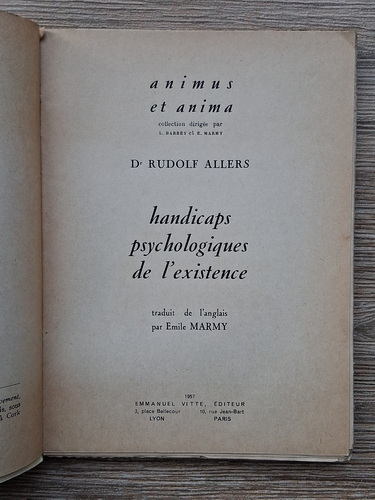 animus
et anima
collection dirigée par
L. BARBEY et E. MARMY
Dr RUDOLF ALLERS
handicaps
psychologiques
de l'existence
traduit de l'anglais
par Emile MARMY
EMMANUEL VITTE, ÉDITEUR
3, place Bellecour 10, rue Jean-Bart
LYON PARIS